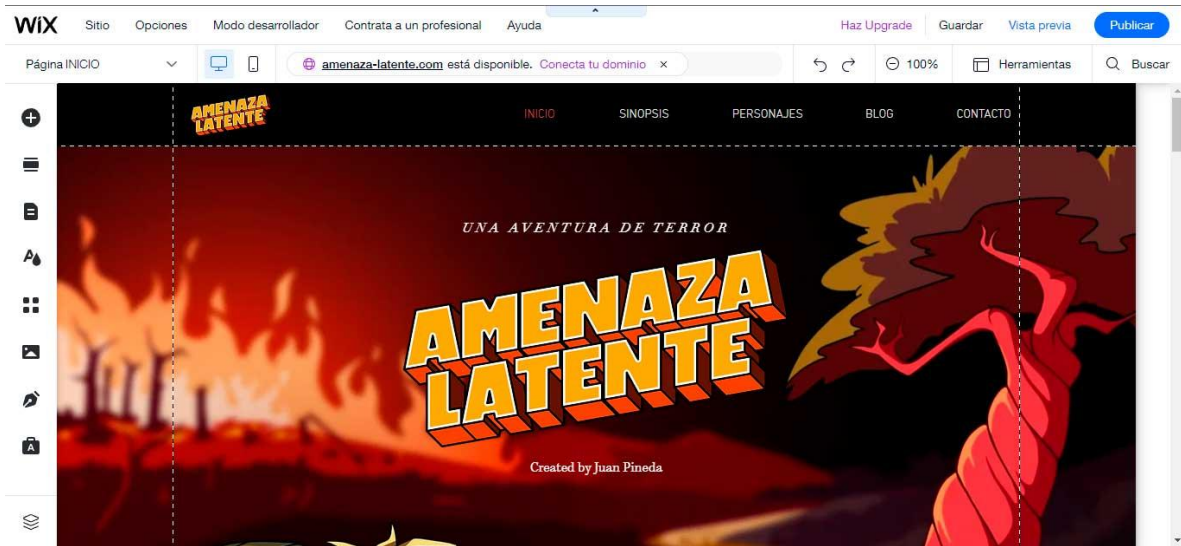 WiX Sitio Opciones Modo desarrollador Contrata a un profesional Ayuda Haz Upgrade Guardar Vista previa Publicar
Página INICIO amenaza-latente.com está disponible. Conecta tu dominio × 100% Herramientas Buscar
AMENAZA
LATENTE
INICIO SINOPSIS PERSONAJES BLOG CONTACTO
UNA AVENTURA DE TERROR
AMENAZA
LATENTE
Created by Juan Pineda